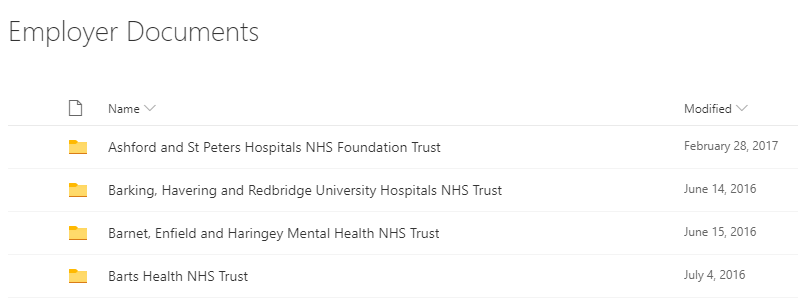 Employer Documents
Name Modified
Ashford and St Peters Hospitals NHS Foundation Trust February 28, 2017
Barking, Havering and Redbridge University Hospitals NHS Trust June 14, 2016
Barnet, Enfield and Haringey Mental Health NHS Trust June 15, 2016
Barts Health NHS Trust July 4, 2016